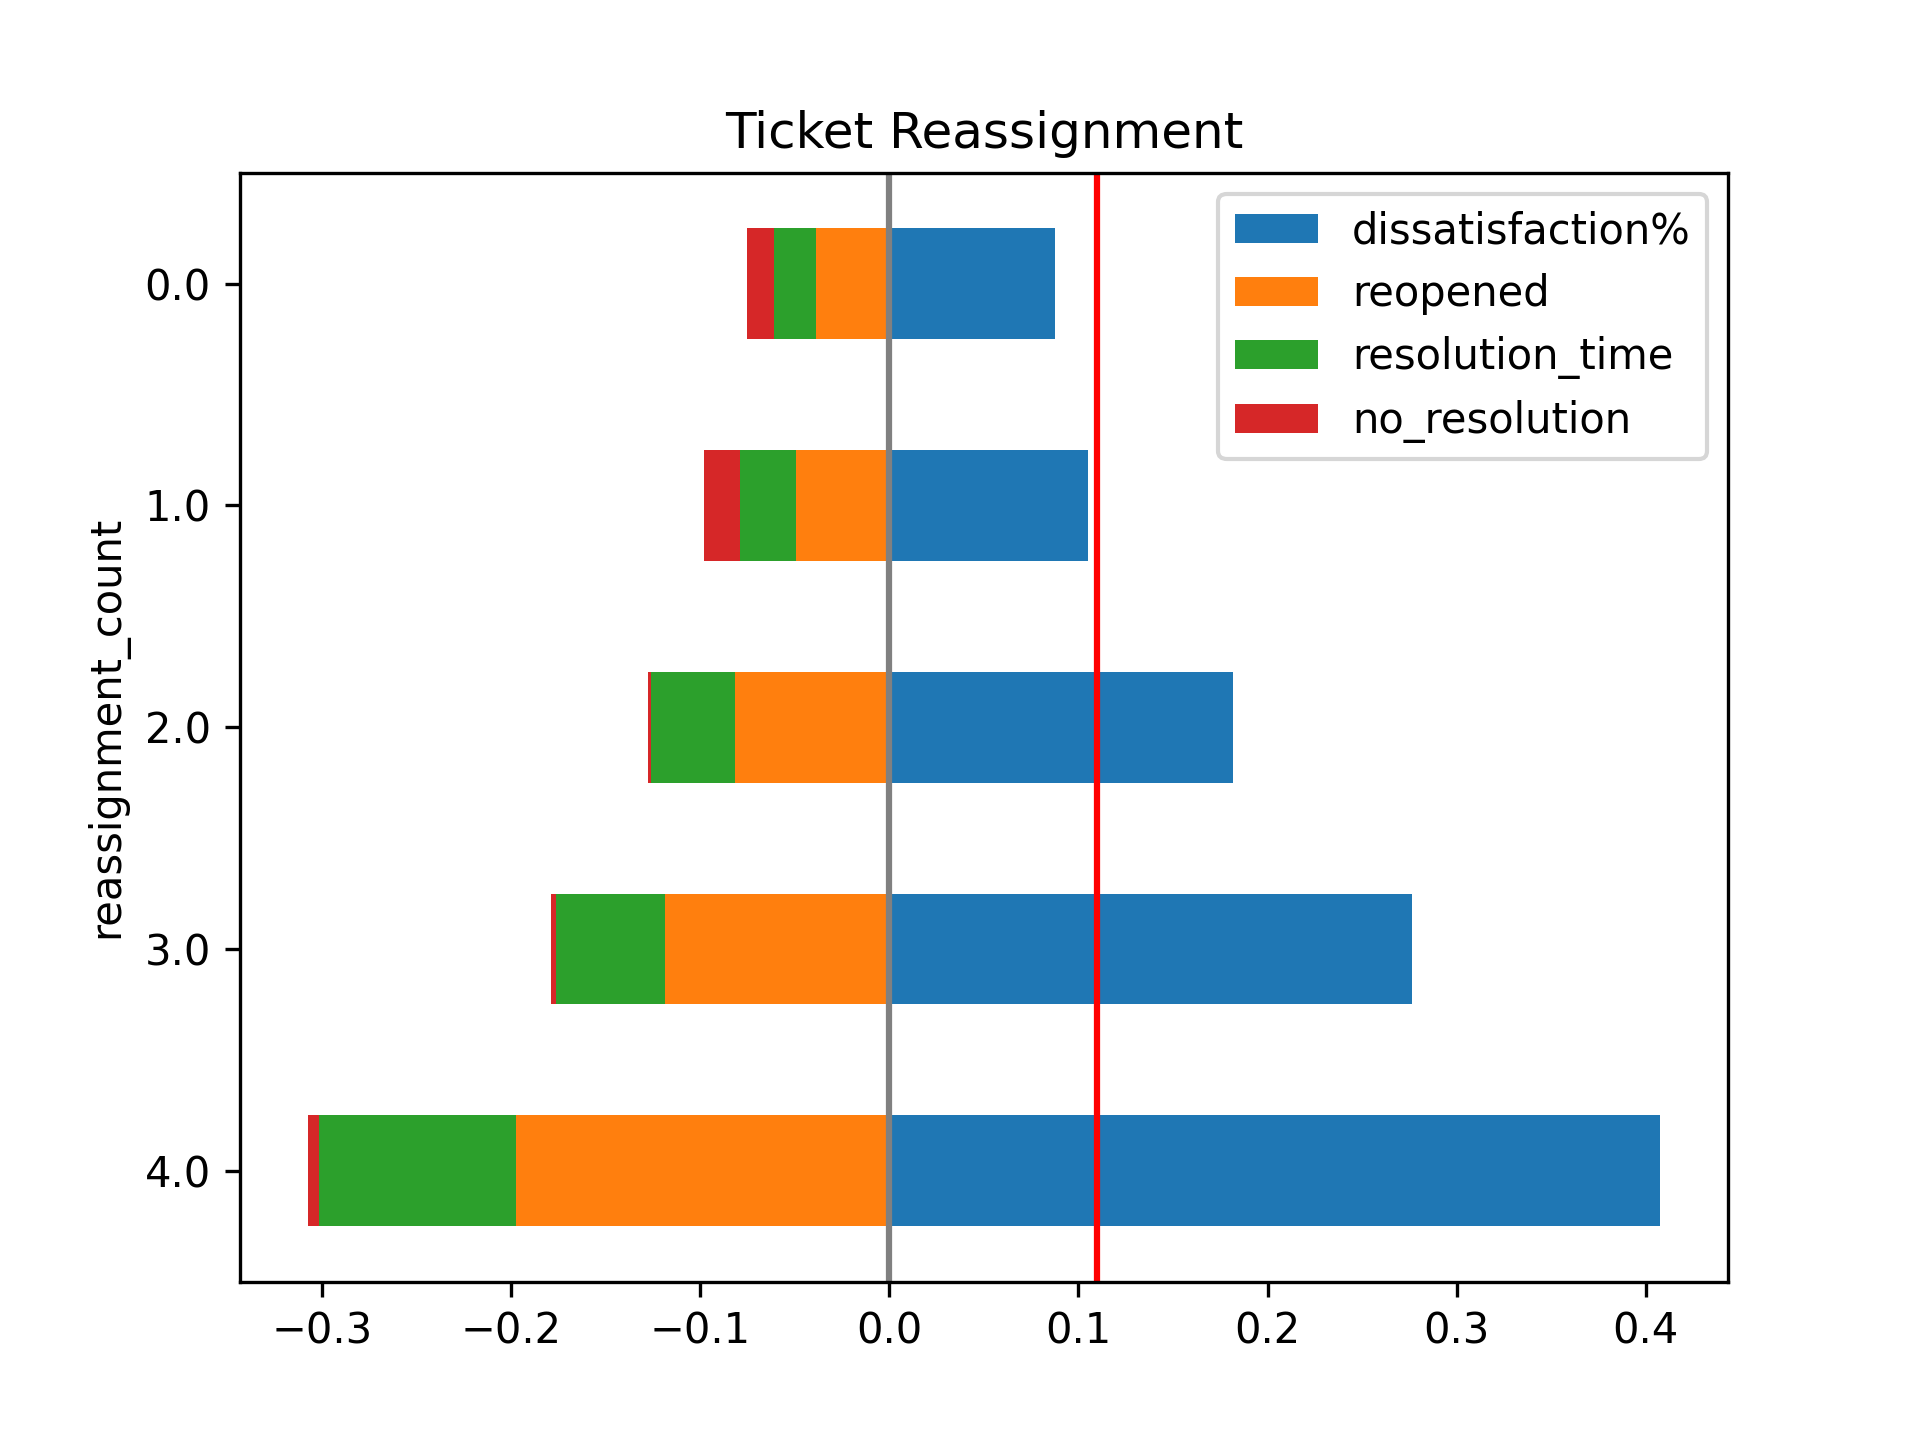 Ticket Reassignment
dissatisfaction%
reopened
resolution_time
no_resolution
reassignment_count
0.0
1.0
2.0
3.0
4.0
−0.3
−0.2
−0.1
0.0
0.1
0.2
0.3
0.4